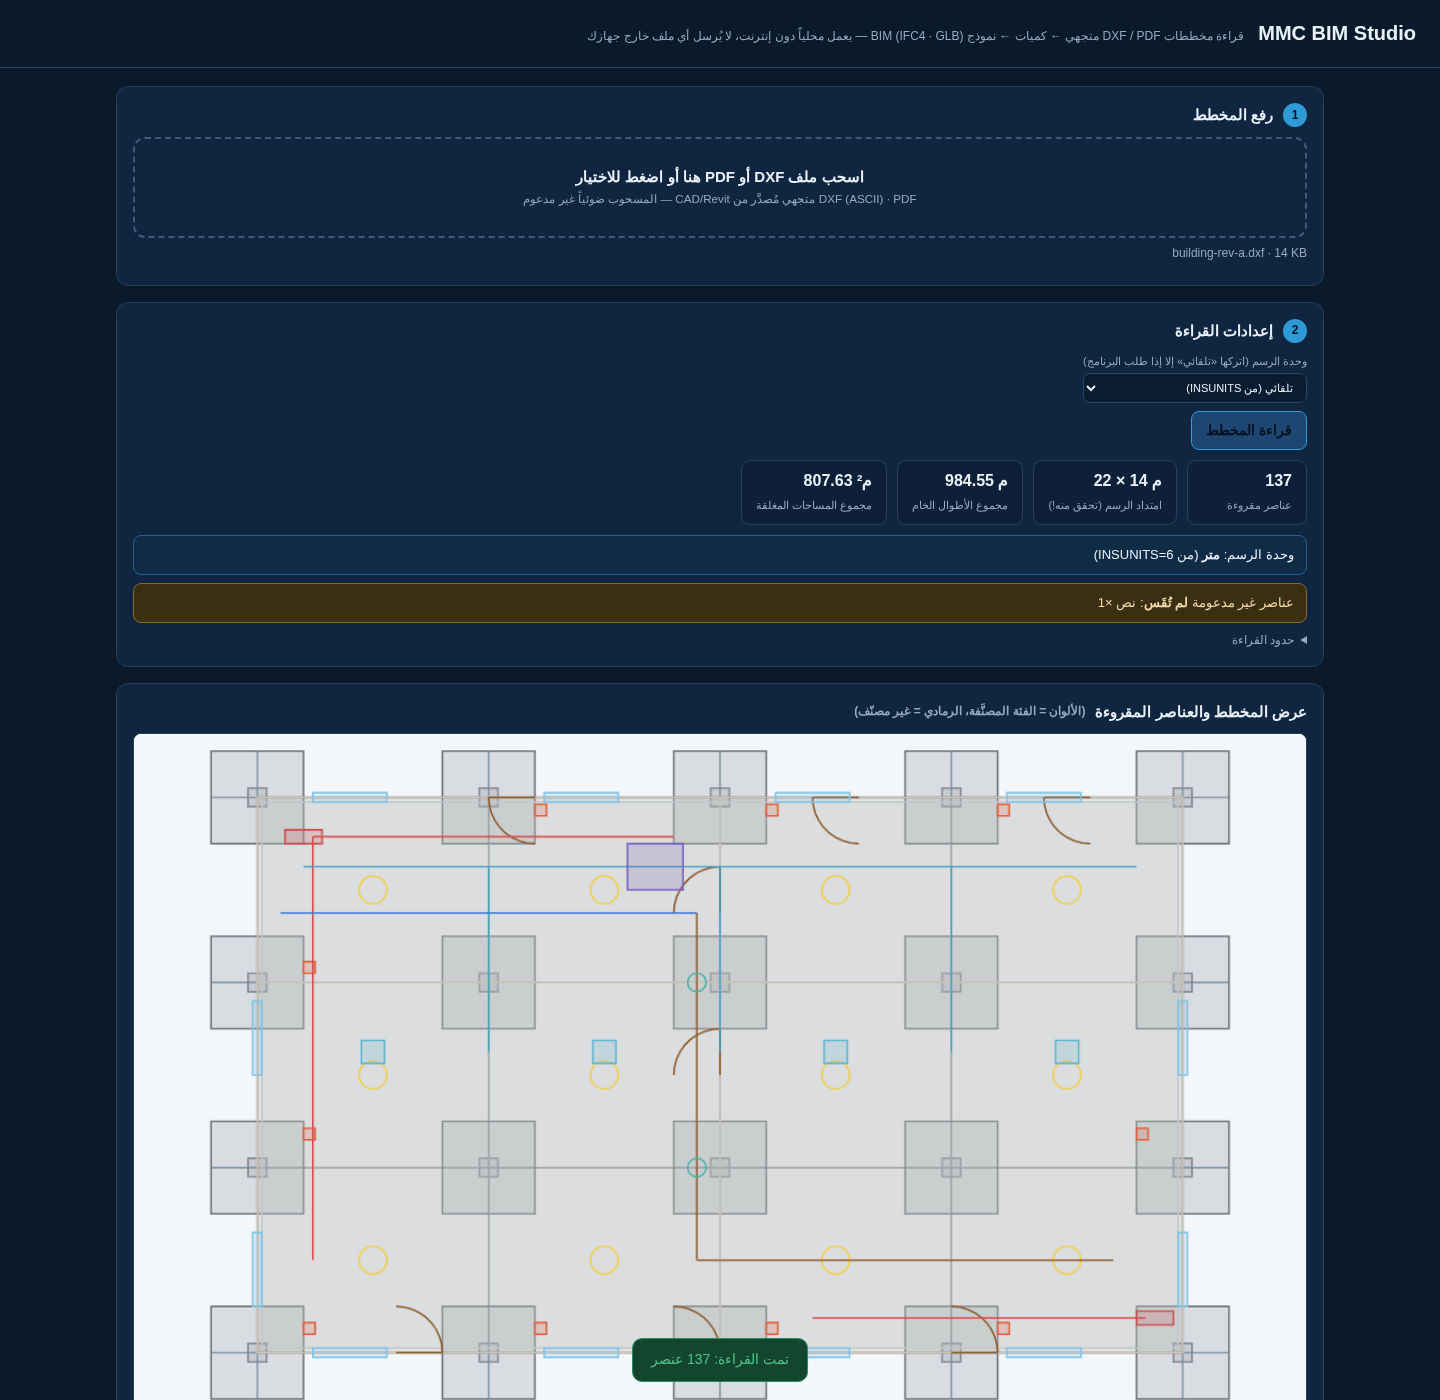 MMC BIM Studio قراءة مخططات DXF / PDF متجهي ← كميات ← نموذج BIM (IFC4 · GLB) — يعمل محلياً دون إنترنت، لا يُرسل أي ملف خارج جهازك
1 رفع المخطط
اسحب ملف DXF أو PDF هنا أو اضغط للاختيار
DXF (ASCII) · PDF متجهي مُصدَّر من CAD/Revit — المسحوب ضوئياً غير مدعوم
building-rev-a.dxf · 14 KB
2 إعدادات القراءة
وحدة الرسم (اتركها «تلقائي» إلا إذا طلب البرنامج)
تلقائي (من INSUNITS)
قراءة المخطط
137
عناصر مقروءة
22 × 14 م
امتداد الرسم (تحقق منه!)
984.55 م
مجموع الأطوال الخام
807.63 م²
مجموع المساحات المغلقة
وحدة الرسم: متر (من INSUNITS=6)
عناصر غير مدعومة لم تُقَس: نص ×1
حدود القراءة
عرض المخطط والعناصر المقروءة (الألوان = الفئة المصنَّفة، الرمادي = غير مصنّف)
تمت القراءة: 137 عنصر